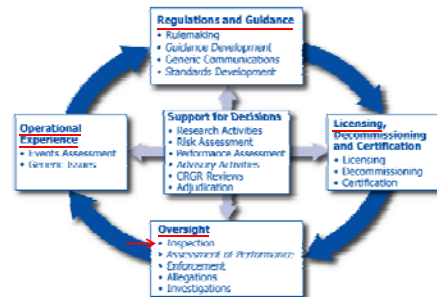 Regulations and Guidance
• Rulemaking
• Guidance Development
• Generic Communications
• Standards Development
Operational
Experience
• Events Assessment
• Generic Issues
Support for Decisions
• Research Activities
• Risk Assessment
• Performance Assessment
• Advisory Activities
• CRGR Reviews
• Adjudication
Licensing,
Decommissioning
and Certification
• Licensing
• Decommissioning
• Certification
Oversight
• Inspection
• Assessment of Performance
• Enforcement
• Allegations
• Investigations